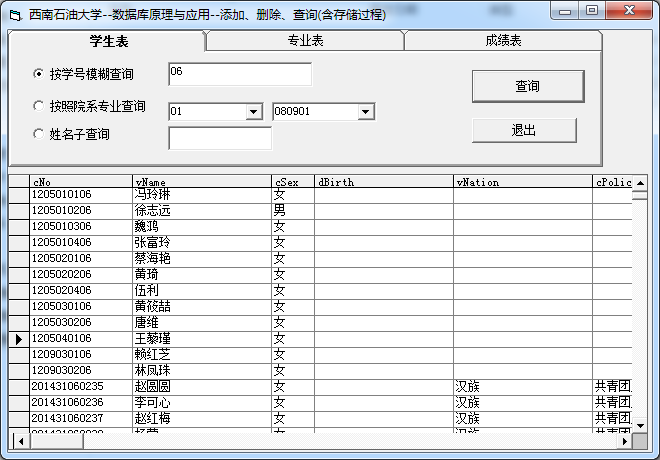 西南石油大学--数据库原理与应用--添加、删除、查询(含存储过程)
学生表 专业表 成绩表
按学号模糊查询 06 查询
按照院系专业查询 01 080901
姓名子查询 退出
cNo vName cSex dBirth vNation cPolic
1205010106 冯玲琳 女
1205010206 徐志远 男
1205010306 魏鸿 女
1205010406 张富玲 女
1205020106 蔡海艳 女
1205020206 黄琦 女
1205020406 伍利 女
1205030106 黄筱喆 女
1205030206 唐维 女
1205040106 王藜瑾 女
1209030106 赖红芝 女
1209030206 林凤珠 女
201431060235 赵圆圆 女 汉族 共青团
201431060236 李可心 女 汉族 共青团
201431060237 赵红梅 女 汉族 共青团